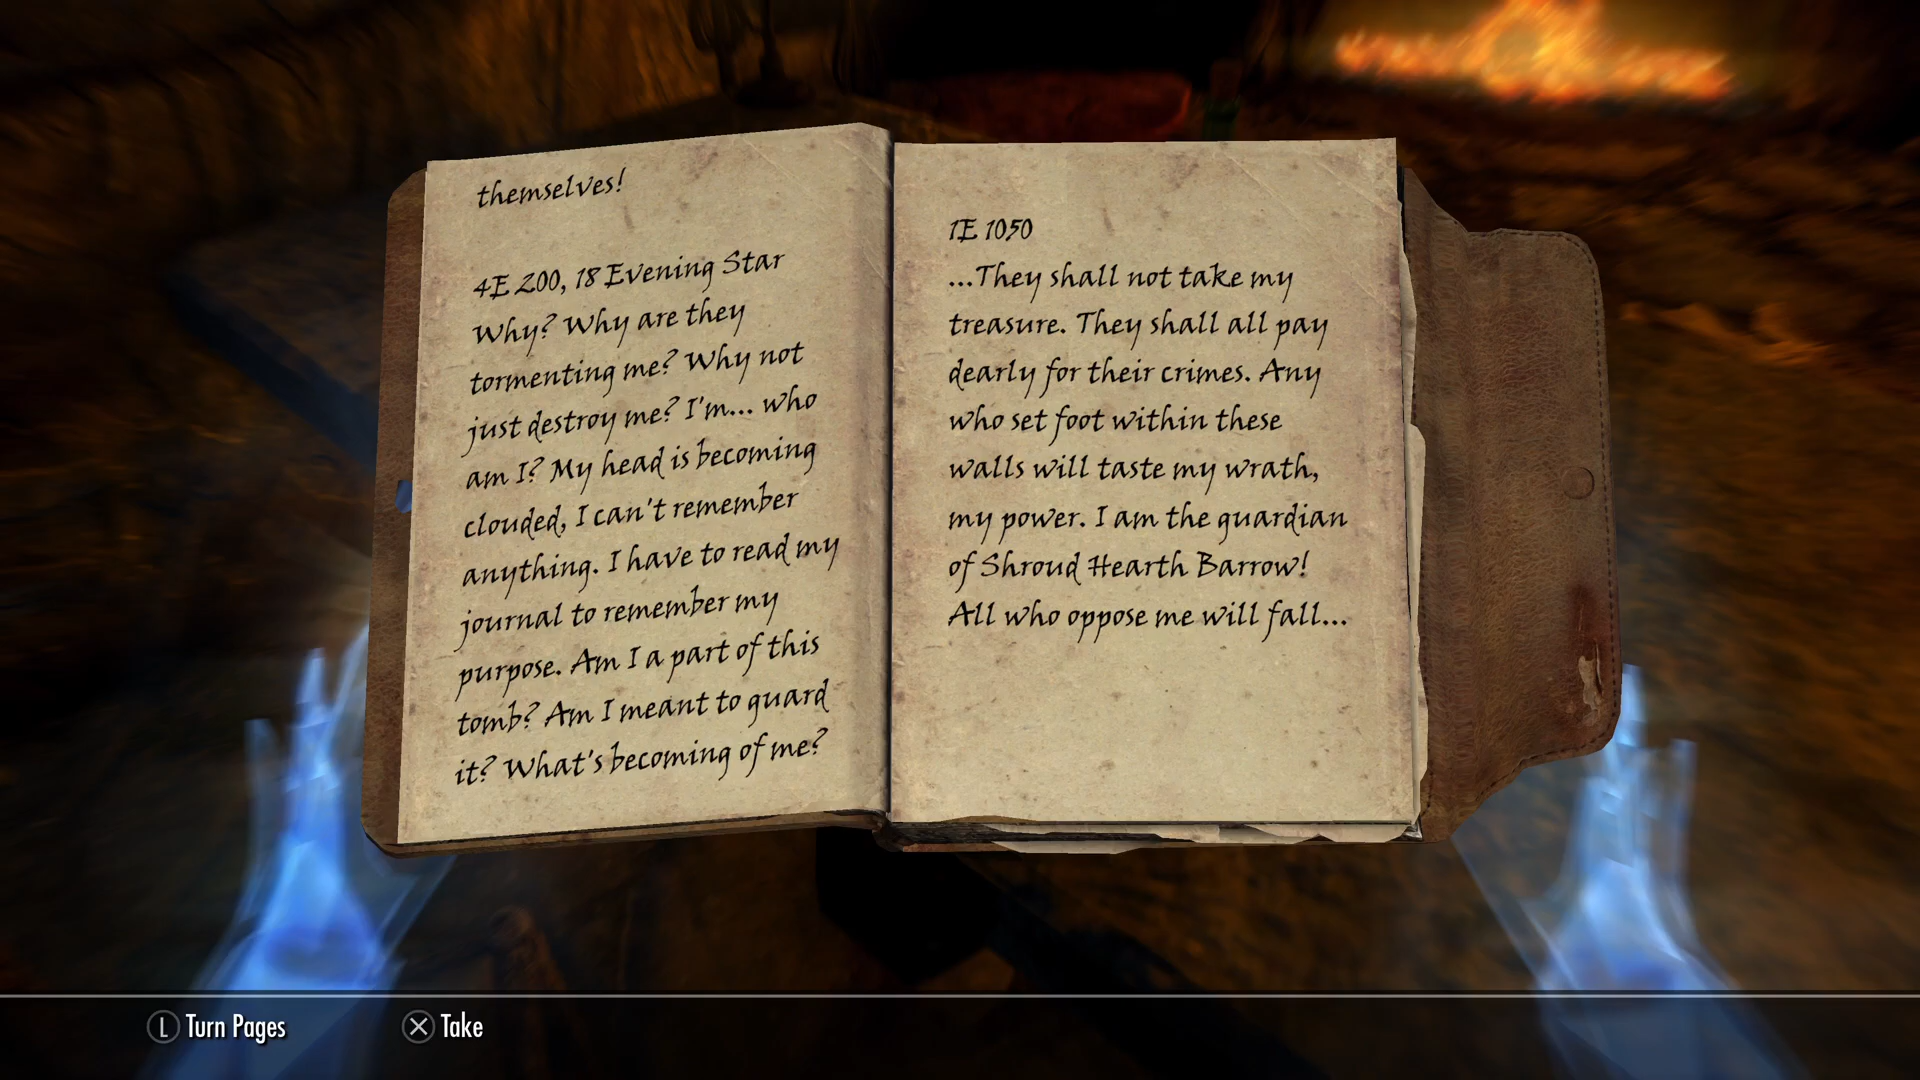 themselves!
4E 200, 18 Evening Star
Why? Why are they
tormenting me? Why not
just destroy me? I'm... who
am I? My head is becoming
clouded, I can't remember
anything. I have to read my
journal to remember my
purpose. Am I a part of this
tomb? Am I meant to guard
it? What's becoming of me?
1E 1050
...They shall not take my
treasure. They shall all pay
dearly for their crimes. Any
who set foot within these
walls will taste my wrath,
my power. I am the guardian
of Shroud Hearth Barrow!
All who oppose me will fall...
L Turn Pages
X Take